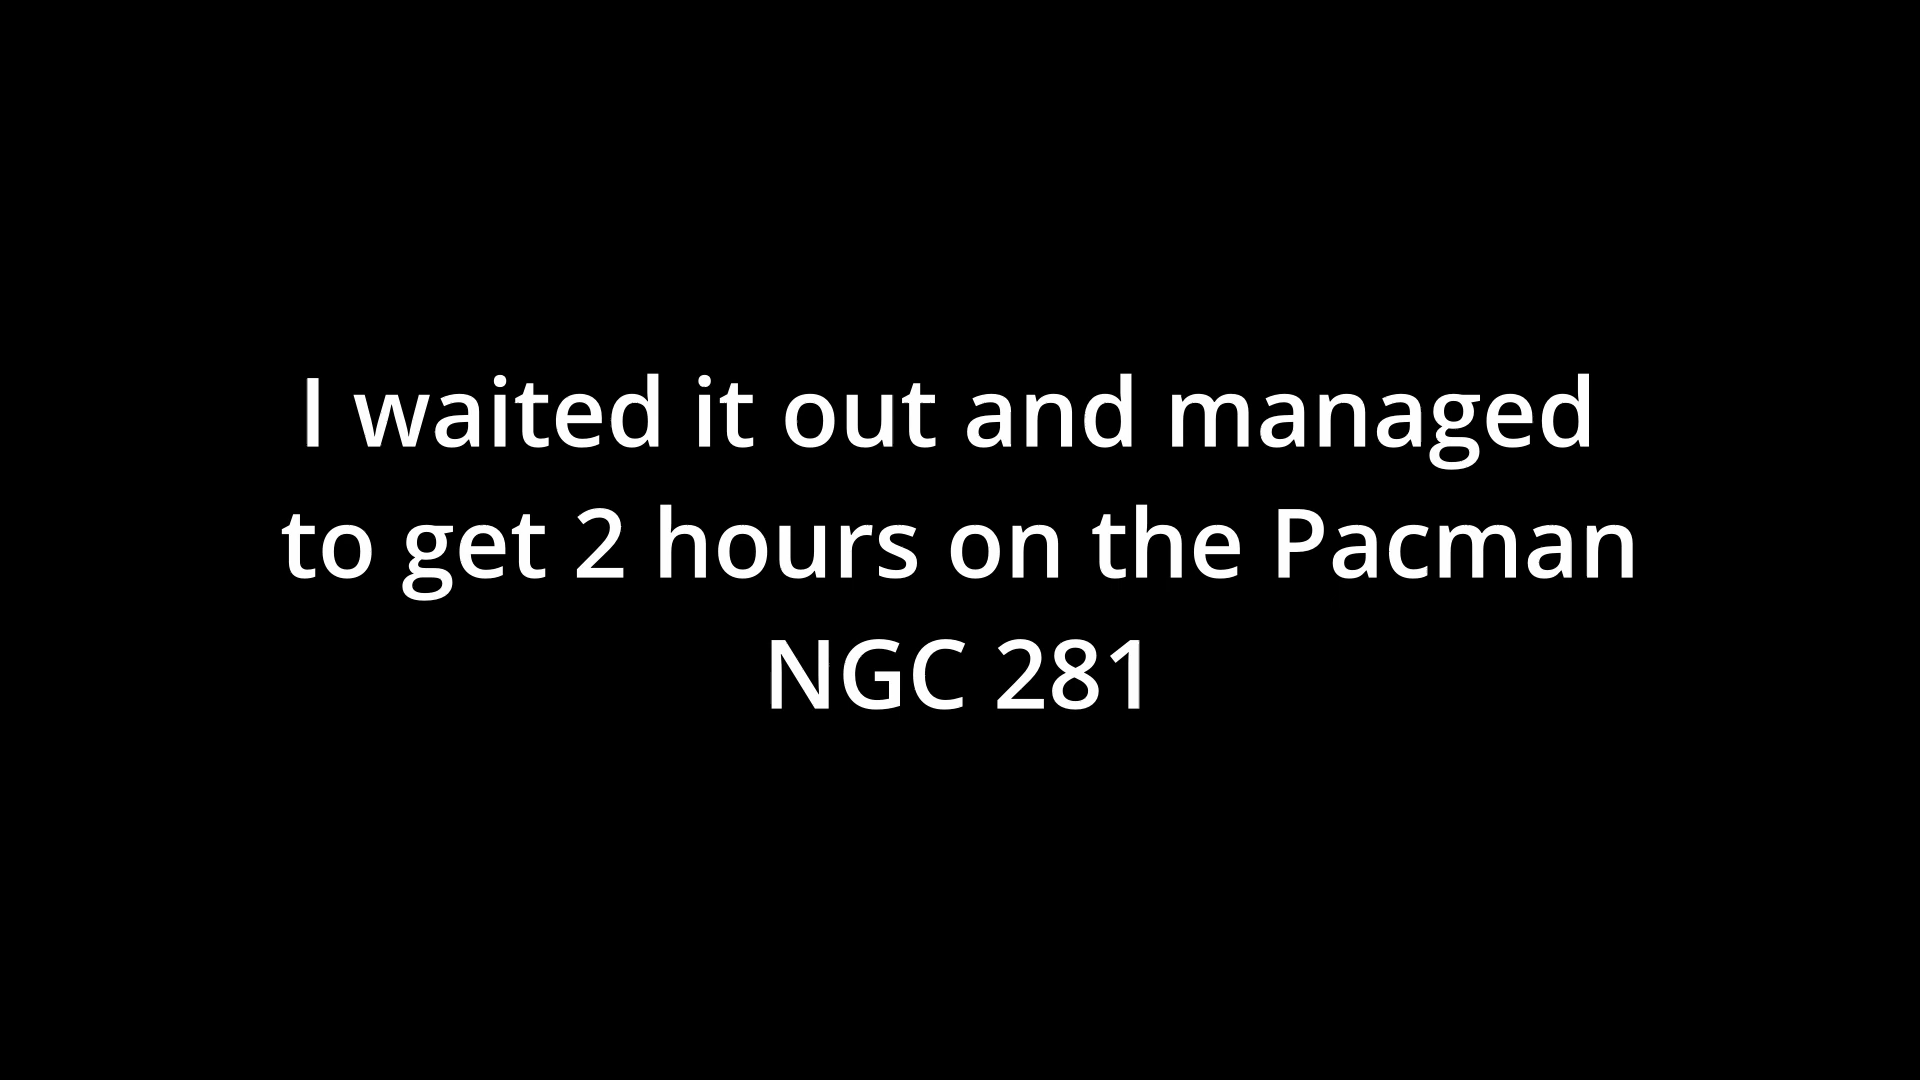 I waited it out and managed
to get 2 hours on the Pacman
NGC 281